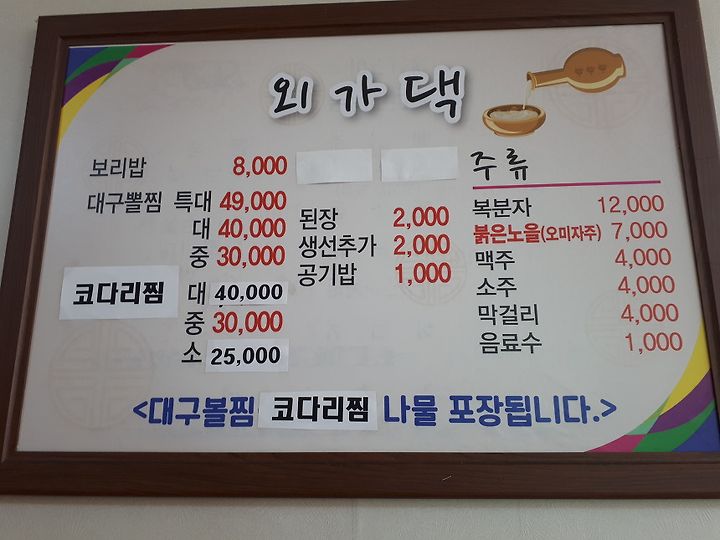 외가댁
보리밥 8,000
대구뽈찜 특대 49,000
대 40,000
중 30,000
코다리찜 대 40,000
중 30,000
소 25,000
된장 2,000
생선추가 2,000
공기밥 1,000
주류
복분자 12,000
붉은노을(오미자주) 7,000
맥주 4,000
소주 4,000
막걸리 4,000
음료수 1,000
<대구볼찜 코다리찜 나물 포장됩니다.>